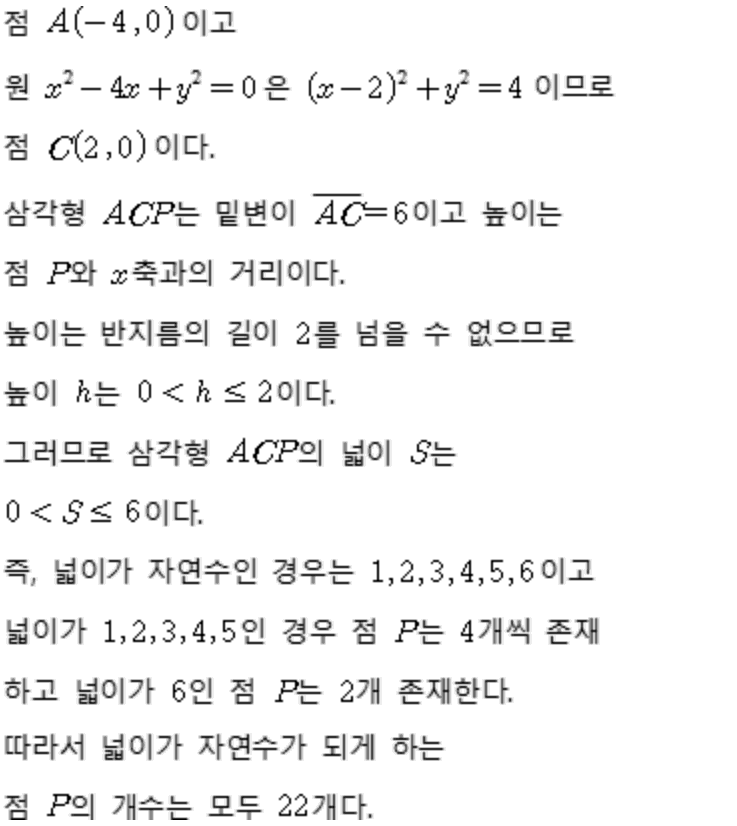 점 A(-4,0)이고
원 x²-4x+y²=0은 (x-2)²+y²=4 이므로
점 C(2,0)이다.
삼각형 ACP는 밑변이 A̅C̅=6이고 높이는
점 P와 x축과의 거리이다.
높이는 반지름의 길이 2를 넘을 수 없으므로
높이 h는 0<h≤2이다.
그러므로 삼각형 ACP의 넓이 S는
0<S≤6이다.
즉, 넓이가 자연수인 경우는 1,2,3,4,5,6이고
넓이가 1,2,3,4,5인 경우 점 P는 4개씩 존재
하고 넓이가 6인 점 P는 2개 존재한다.
따라서 넓이가 자연수가 되게 하는
점 P의 개수는 모두 22개다.